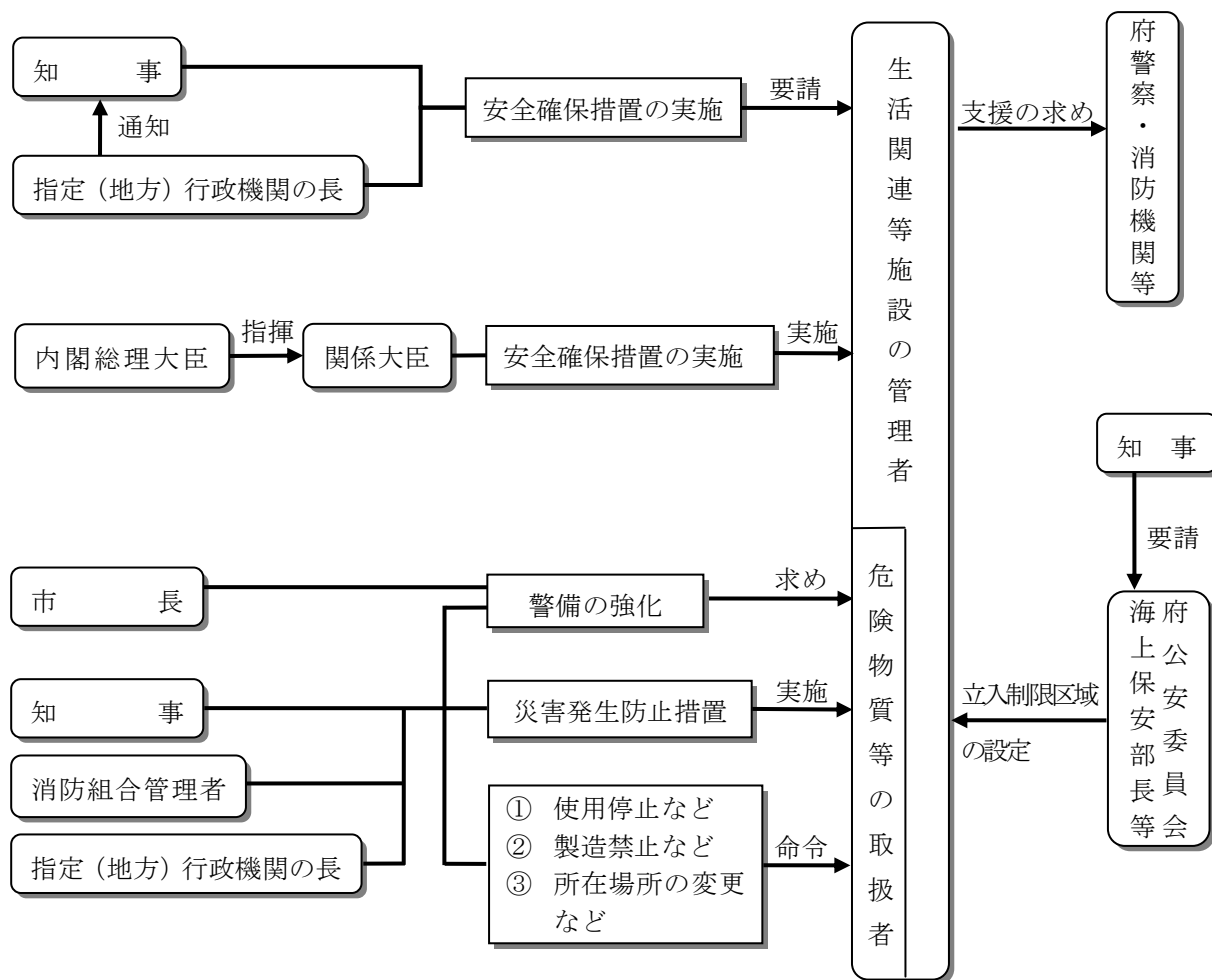 知　　　事
通知
指定（地方）行政機関の長
安全確保措置の実施
要請
生活関連等施設の管理者
支援の求め
府警察・消防機関等
内閣総理大臣
指揮
関係大臣
安全確保措置の実施
実施
知　事
要請
市　　　長
警備の強化
求め
危険物質等の取扱者
府公安委員会
海上保安部長等
立入制限区域
の設定
知　　　事
災害発生防止措置
実施
消防組合管理者
指定（地方）行政機関の長
①　使用停止など
②　製造禁止など
③　所在場所の変更
など
命令